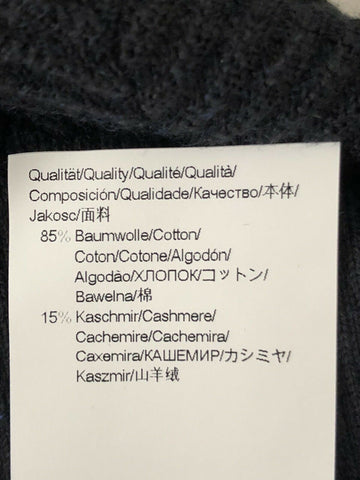 Qualität/Quality/Qualité/Qualità/
Composición/Qualidade/Качество/本体/
Jakosc/面料
85% Baumwolle/Cotton/
Coton/Cotone/Algodón/
Algodão/ХЛОПОК/コットン/
Bawelna/棉
15% Kaschmir/Cashmere/
Cachemire/Cachemira/
Caxemira/КАШЕМИР/カシミヤ/
Kaszmir/山羊绒